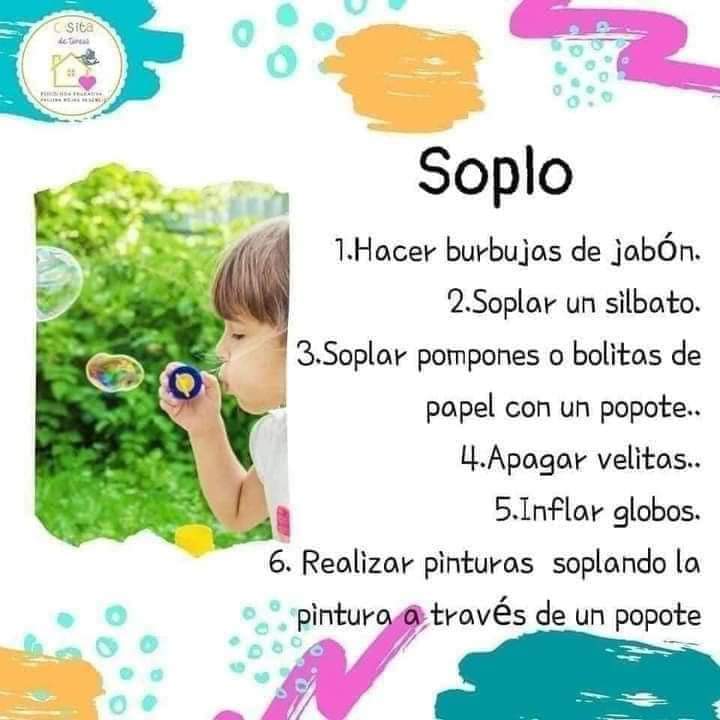 Casita
de tareas
PSICÓLOGA EDUCATIVA
Soplo
1.Hacer burbujas de jabón.
2.Soplar un silbato.
3.Soplar pompones o bolitas de
papel con un popote..
4.Apagar velitas..
5.Inflar globos.
6. Realizar pinturas soplando la
pintura a través de un popote